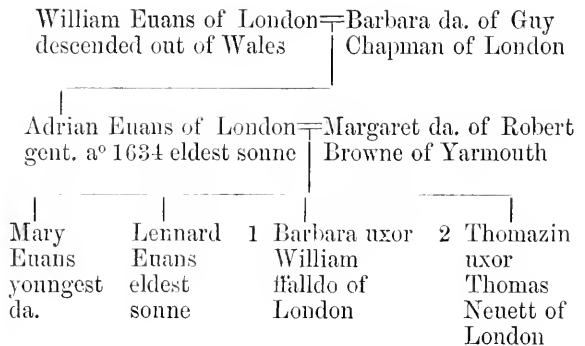 William Euans of London Barbara da. of Guy
descended out of Wales Chapman of London
Adrian Euans of London Margaret da. of Robert
gent. aº 1634 eldest sonne Browne of Yarmouth
Mary
Euans
youngest
da.
Lennard
Euans
eldest
sonne
1 Barbara uxor
William
ffalldo of
London
2 Thomazin
uxor
Thomas
Neuett of
London